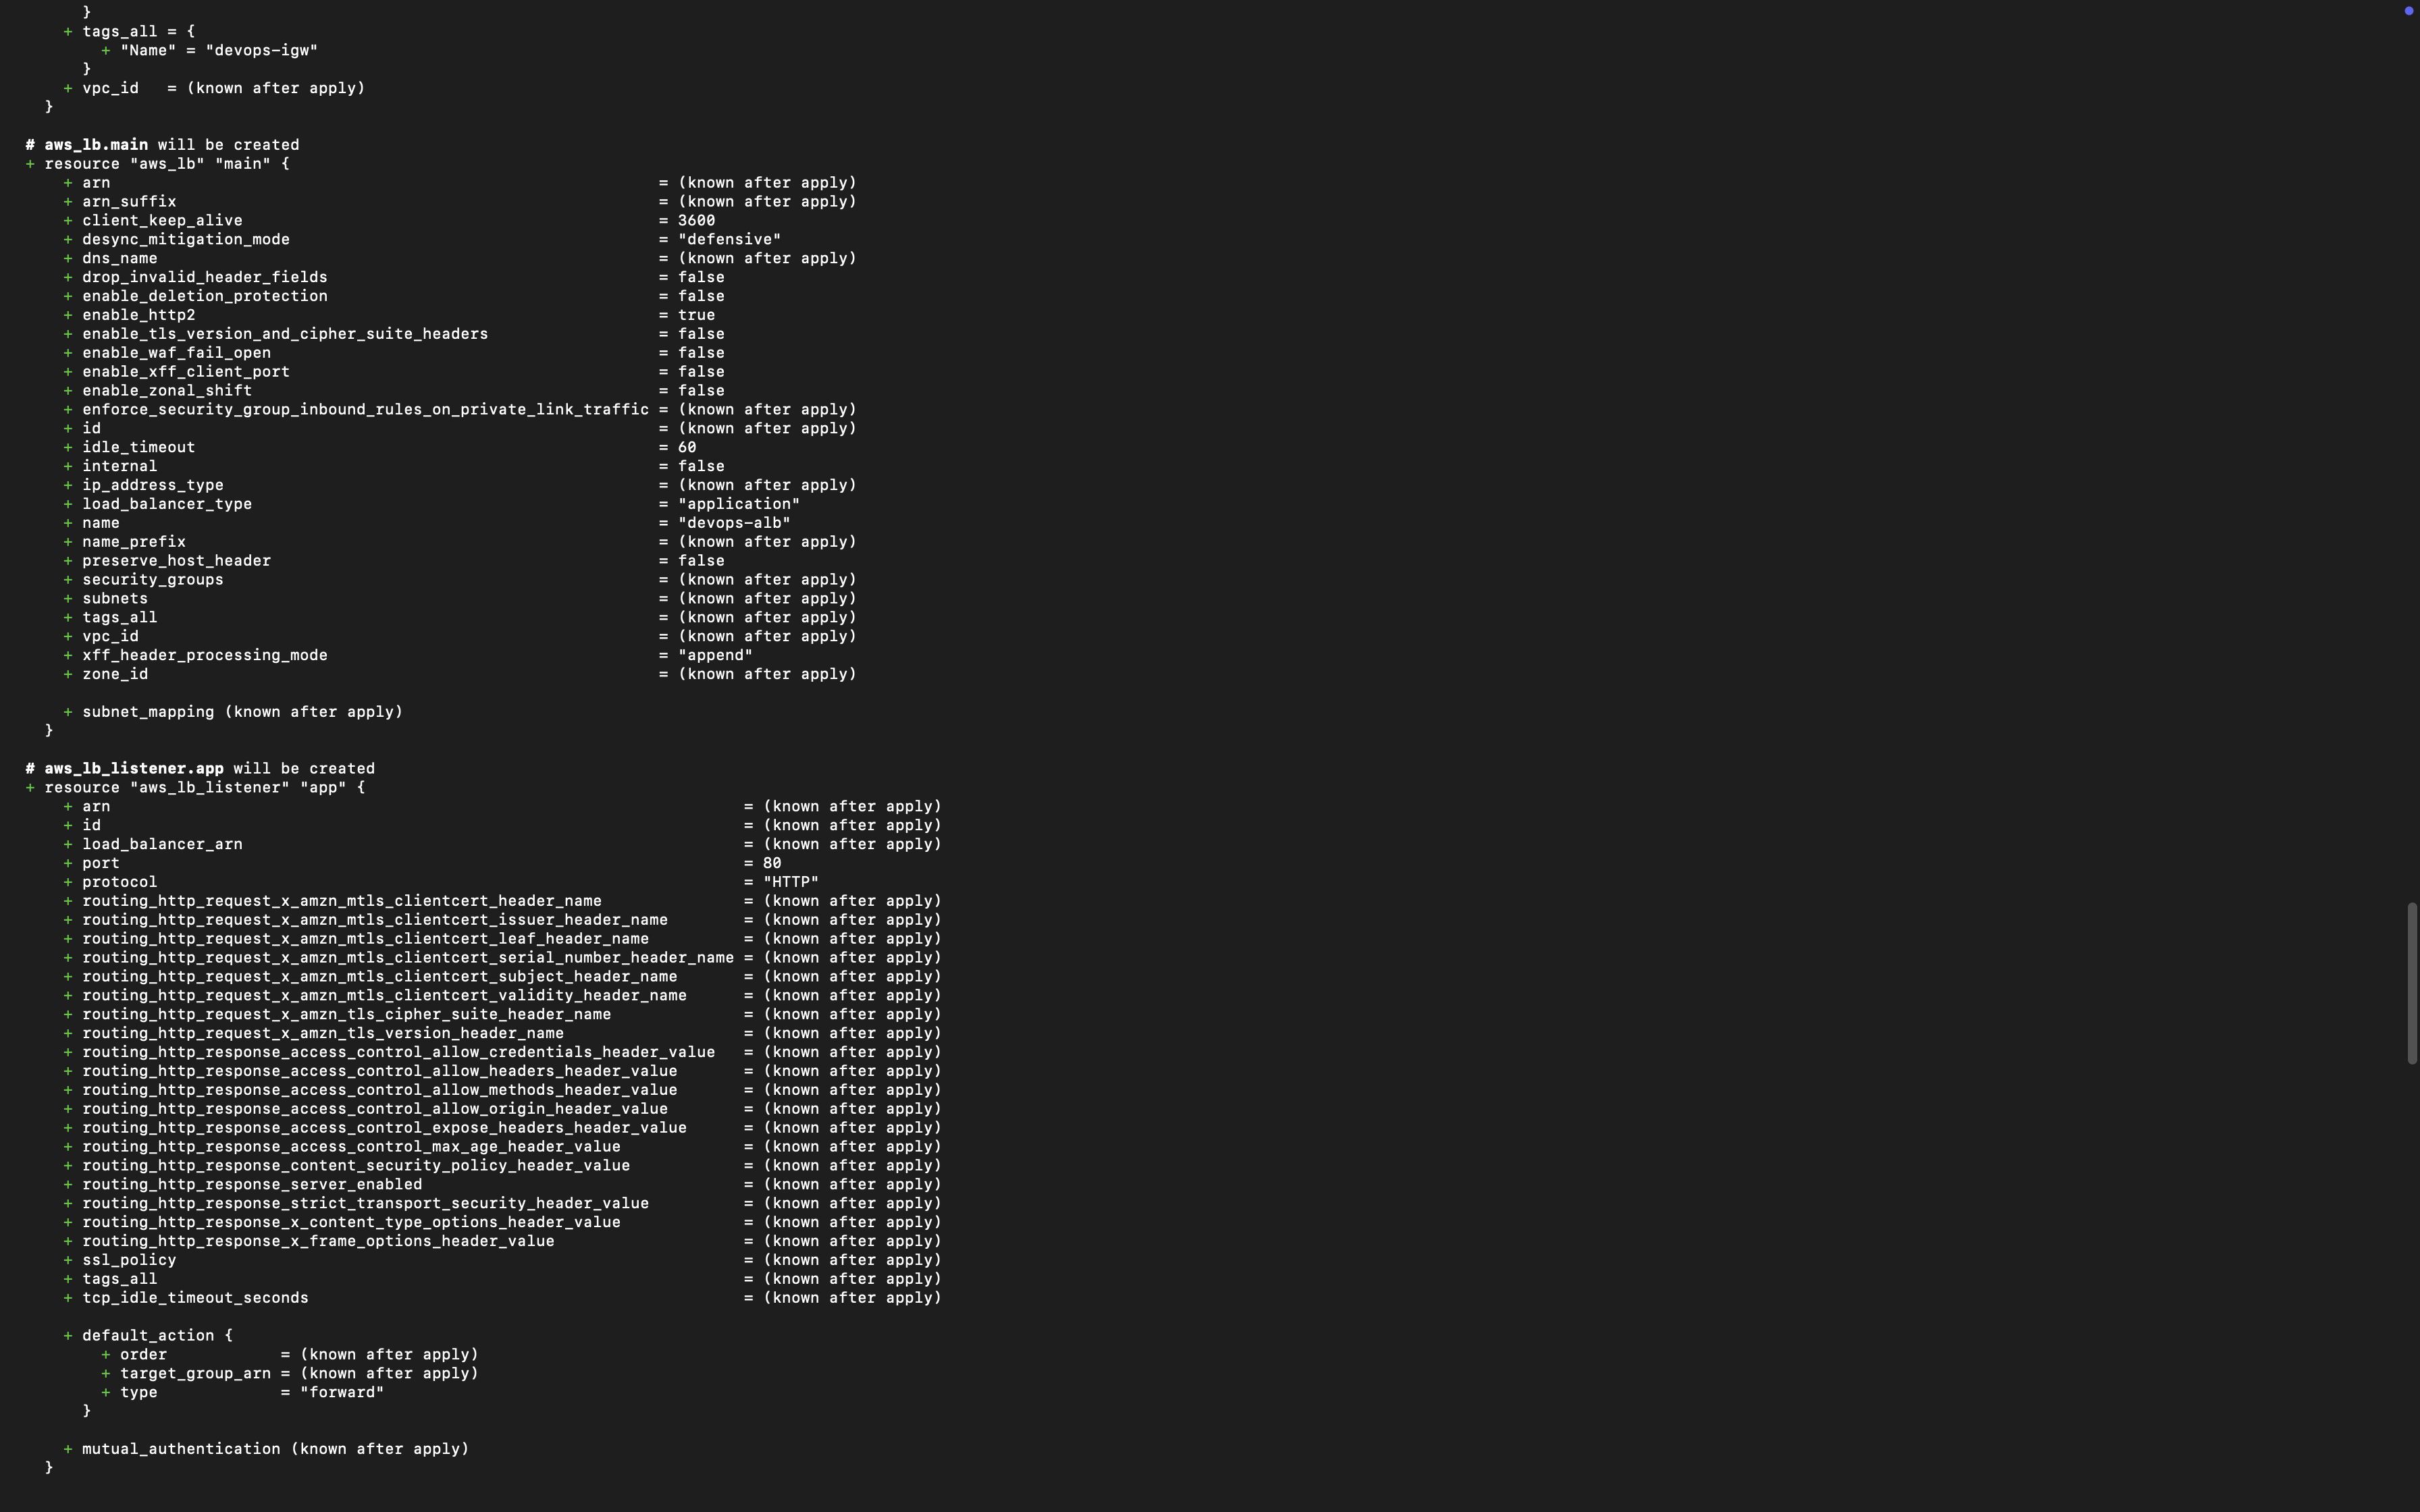 }
    + tags_all = {
        + "Name" = "devops-igw"
      }
    + vpc_id   = (known after apply)
  }

# aws_lb.main will be created
+ resource "aws_lb" "main" {
    + arn                                                          = (known after apply)
    + arn_suffix                                                   = (known after apply)
    + client_keep_alive                                            = 3600
    + desync_mitigation_mode                                       = "defensive"
    + dns_name                                                     = (known after apply)
    + drop_invalid_header_fields                                   = false
    + enable_deletion_protection                                   = false
    + enable_http2                                                 = true
    + enable_tls_version_and_cipher_suite_headers                  = false
    + enable_waf_fail_open                                         = false
    + enable_xff_client_port                                       = false
    + enable_zonal_shift                                           = false
    + enforce_security_group_inbound_rules_on_private_link_traffic = (known after apply)
    + id                                                           = (known after apply)
    + idle_timeout                                                 = 60
    + internal                                                     = false
    + ip_address_type                                              = (known after apply)
    + load_balancer_type                                           = "application"
    + name                                                         = "devops-alb"
    + name_prefix                                                  = (known after apply)
    + preserve_host_header                                         = false
    + security_groups                                              = (known after apply)
    + subnets                                                      = (known after apply)
    + tags_all                                                     = (known after apply)
    + vpc_id                                                       = (known after apply)
    + xff_header_processing_mode                                   = "append"
    + zone_id                                                      = (known after apply)

    + subnet_mapping (known after apply)
  }

# aws_lb_listener.app will be created
+ resource "aws_lb_listener" "app" {
    + arn                                                                   = (known after apply)
    + id                                                                    = (known after apply)
    + load_balancer_arn                                                     = (known after apply)
    + port                                                                  = 80
    + protocol                                                              = "HTTP"
    + routing_http_request_x_amzn_mtls_clientcert_header_name               = (known after apply)
    + routing_http_request_x_amzn_mtls_clientcert_issuer_header_name        = (known after apply)
    + routing_http_request_x_amzn_mtls_clientcert_leaf_header_name          = (known after apply)
    + routing_http_request_x_amzn_mtls_clientcert_serial_number_header_name = (known after apply)
    + routing_http_request_x_amzn_mtls_clientcert_subject_header_name       = (known after apply)
    + routing_http_request_x_amzn_mtls_clientcert_validity_header_name      = (known after apply)
    + routing_http_request_x_amzn_tls_cipher_suite_header_name              = (known after apply)
    + routing_http_request_x_amzn_tls_version_header_name                   = (known after apply)
    + routing_http_response_access_control_allow_credentials_header_value   = (known after apply)
    + routing_http_response_access_control_allow_headers_header_value       = (known after apply)
    + routing_http_response_access_control_allow_methods_header_value       = (known after apply)
    + routing_http_response_access_control_allow_origin_header_value        = (known after apply)
    + routing_http_response_access_control_expose_headers_header_value      = (known after apply)
    + routing_http_response_access_control_max_age_header_value             = (known after apply)
    + routing_http_response_content_security_policy_header_value            = (known after apply)
    + routing_http_response_server_enabled                                  = (known after apply)
    + routing_http_response_strict_transport_security_header_value          = (known after apply)
    + routing_http_response_x_content_type_options_header_value             = (known after apply)
    + routing_http_response_x_frame_options_header_value                    = (known after apply)
    + ssl_policy                                                            = (known after apply)
    + tags_all                                                              = (known after apply)
    + tcp_idle_timeout_seconds                                              = (known after apply)

    + default_action {
        + order            = (known after apply)
        + target_group_arn = (known after apply)
        + type             = "forward"
      }

    + mutual_authentication (known after apply)
  }